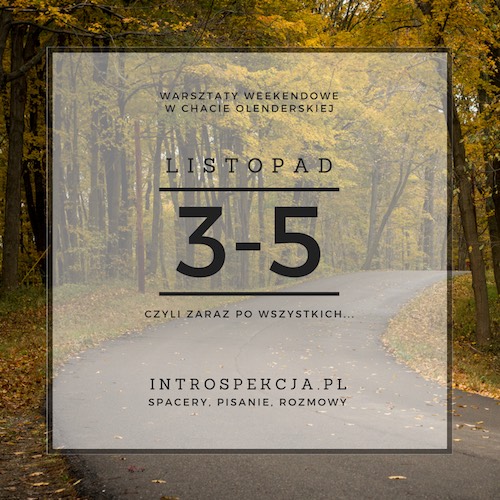 WARSZTATY WEEKENDOWE
W CHACIE OLENDERSKIEJ
LISTOPAD
3-5
CZYLI ZARAZ PO WSZYSTKICH...
INTROSPEKCJA.PL
SPACERY, PISANIE, ROZMOWY